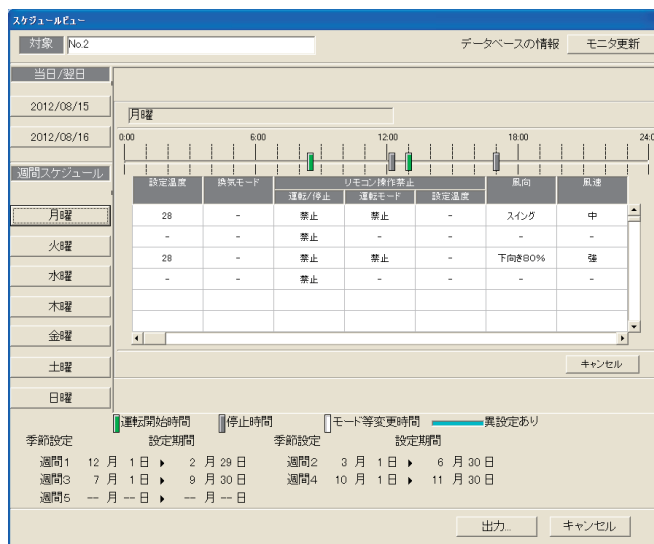 スケジュールビュー
対象 No.2 データベースの情報 モニタ更新
当日/翌日
2012/08/15
2012/08/16
週間スケジュール
月曜
火曜
水曜
木曜
金曜
土曜
日曜
月曜
0:00 6:00 12:00 18:00 24:0
設定温度 換気モード リモコン操作禁止 風向 風速
運転/停止 運転モード 設定温度
28 - 禁止 禁止 - スイング 中
- - 禁止 - - - -
28 - 禁止 禁止 - 下向き80% 強
- - 禁止 - - - -
キャンセル
運転開始時間 停止時間 モード等変更時間 異設定あり
季節設定 設定期間 季節設定 設定期間
週間1 12 月 1 日 ▶ 2 月 29 日 週間2 3 月 1 日 ▶ 6 月 30 日
週間3 7 月 1 日 ▶ 9 月 30 日 週間4 10 月 1 日 ▶ 11 月 30 日
週間5 -- 月 -- 日 ▶ -- 月 -- 日
出力... キャンセル